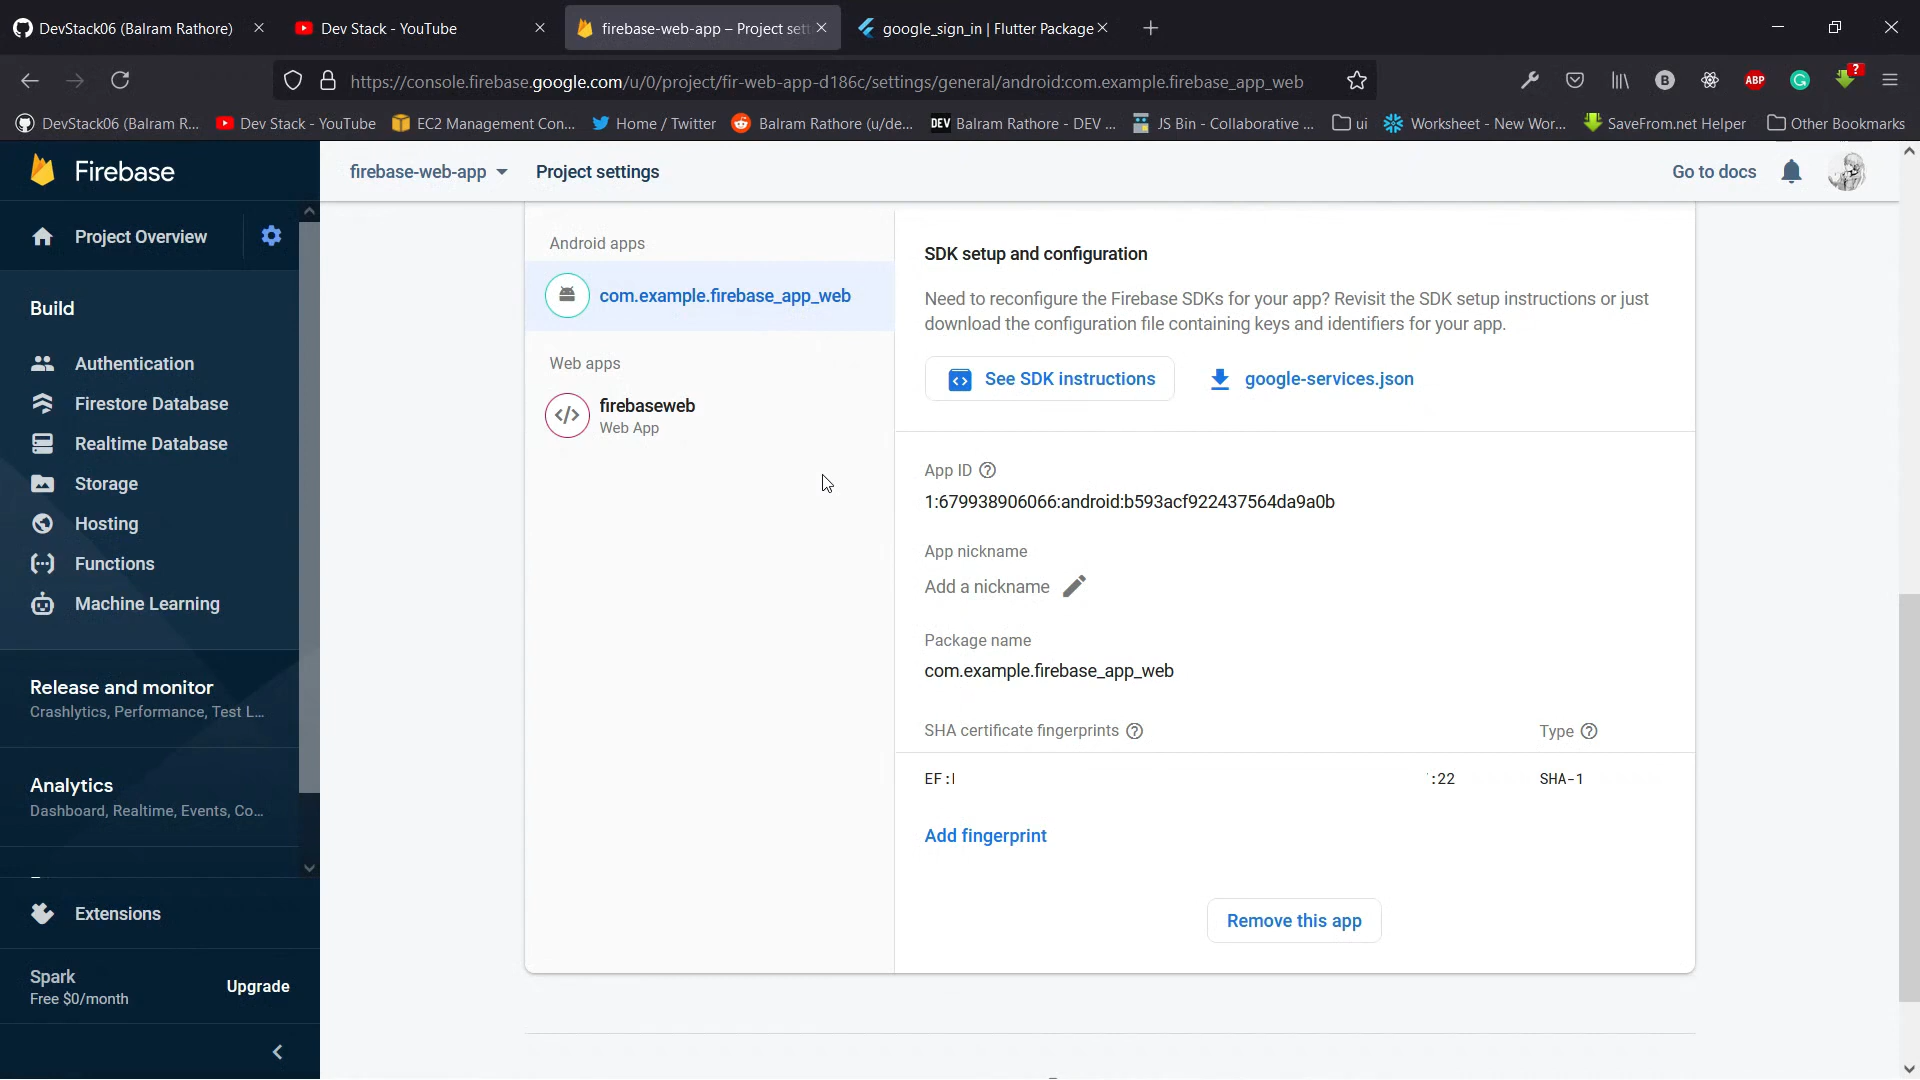 DevStack06 (Balram Rathore)
Dev Stack - YouTube
firebase-web-app – Project sett
google_sign_in | Flutter Package
https://console.firebase.google.com/u/0/project/fir-web-app-d186c/settings/general/android:com.example.firebase_app_web
B
ABP
?
DevStack06 (Balram R...
Dev Stack - YouTube
EC2 Management Con...
Home / Twitter
Balram Rathore (u/de...
DEV Balram Rathore - DEV ...
JS Bin - Collaborative ...
ui
Worksheet - New Wor...
SaveFrom.net Helper
Other Bookmarks
Firebase
firebase-web-app
Project settings
Go to docs
Project Overview
Build
Authentication
Firestore Database
Realtime Database
Storage
Hosting
Functions
Machine Learning
Release and monitor
Crashlytics, Performance, Test L...
Analytics
Dashboard, Realtime, Events, Co...
Extensions
Spark
Free $0/month
Upgrade
Android apps
com.example.firebase_app_web
Web apps
firebaseweb
Web App
SDK setup and configuration
Need to reconfigure the Firebase SDKs for your app? Revisit the SDK setup instructions or just
download the configuration file containing keys and identifiers for your app.
See SDK instructions
google-services.json
App ID
1:679938906066:android:b593acf922437564da9a0b
App nickname
Add a nickname
Package name
com.example.firebase_app_web
SHA certificate fingerprints
Type
EF: :22 SHA-1
Add fingerprint
Remove this app